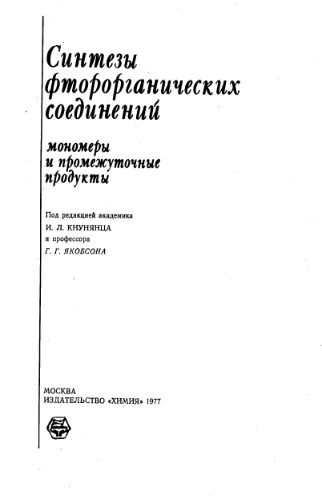 Синтезы
фторорганических
соединений
мономеры
и промежуточные
продукты
Под редакцией академика
И. Л. КНУНЯНЦА
и профессора
Г. Г. ЯКОБСОНА
МОСКВА
ИЗДАТЕЛЬСТВО «ХИМИЯ» 1977